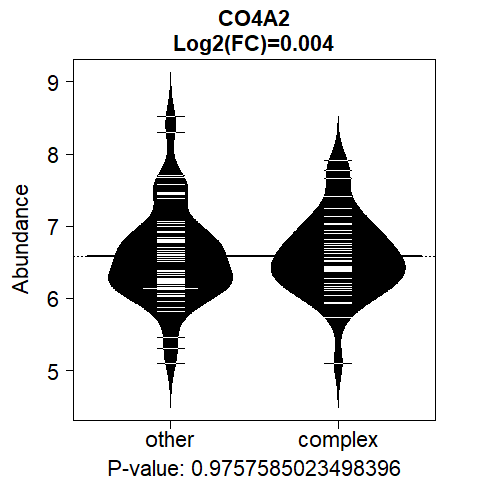 CO4A2
Log2(FC)=0.004
Abundance
9
8
7
6
5
other complex
P-value: 0.9757585023498396